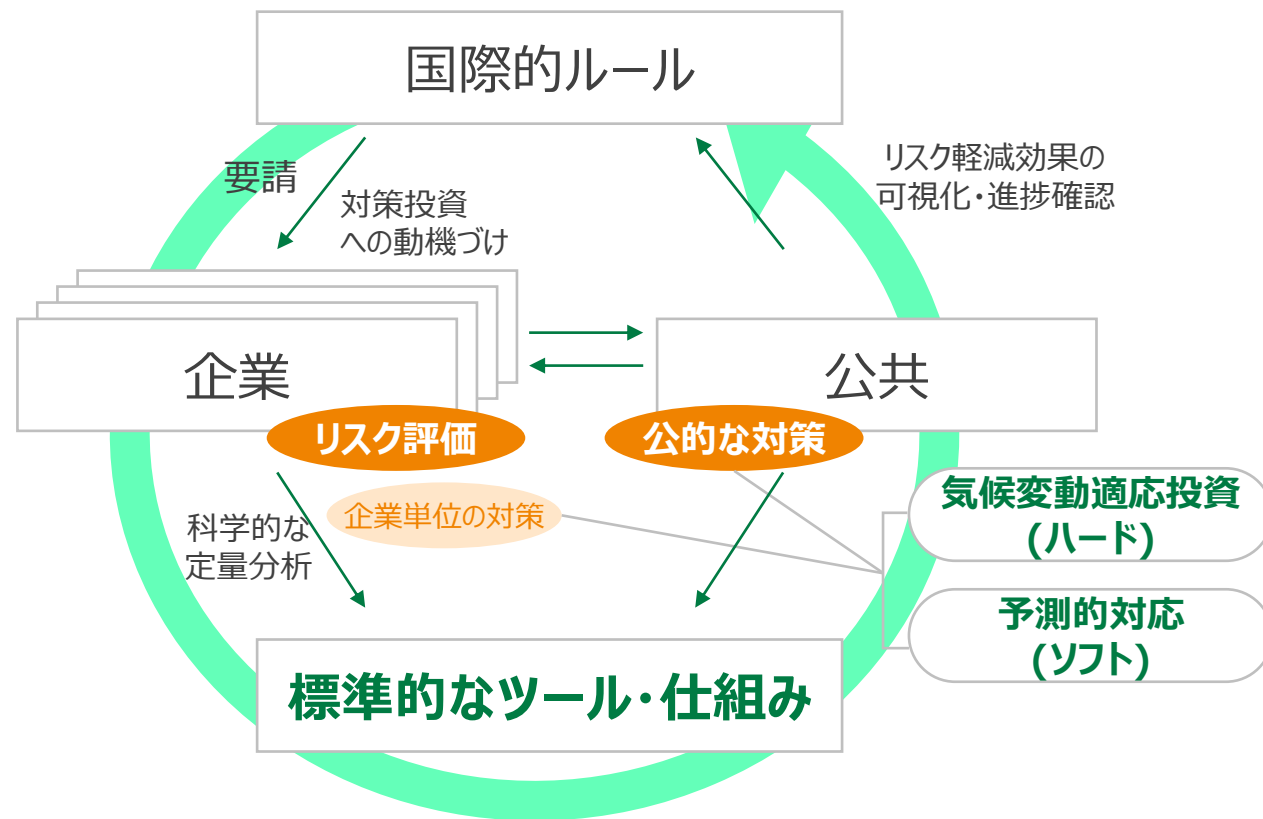 国際的ルール
要請
対策投資
への動機づけ
リスク軽減効果の
可視化・進捗確認
企業
公共
リスク評価
公的な対策
企業単位の対策
科学的な
定量分析
気候変動適応投資
(ハード)
予測的対応
(ソフト)
標準的なツール・仕組み